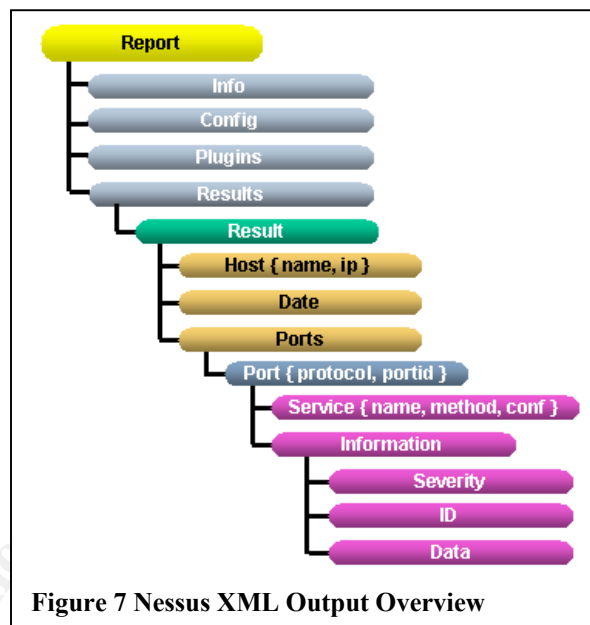 Report
Info
Config
Plugins
Results
Result
Host { name, ip }
Date
Ports
Port { protocol, portid }
Service { name, method, conf }
Information
Severity
ID
Data
Figure 7 Nessus XML Output Overview